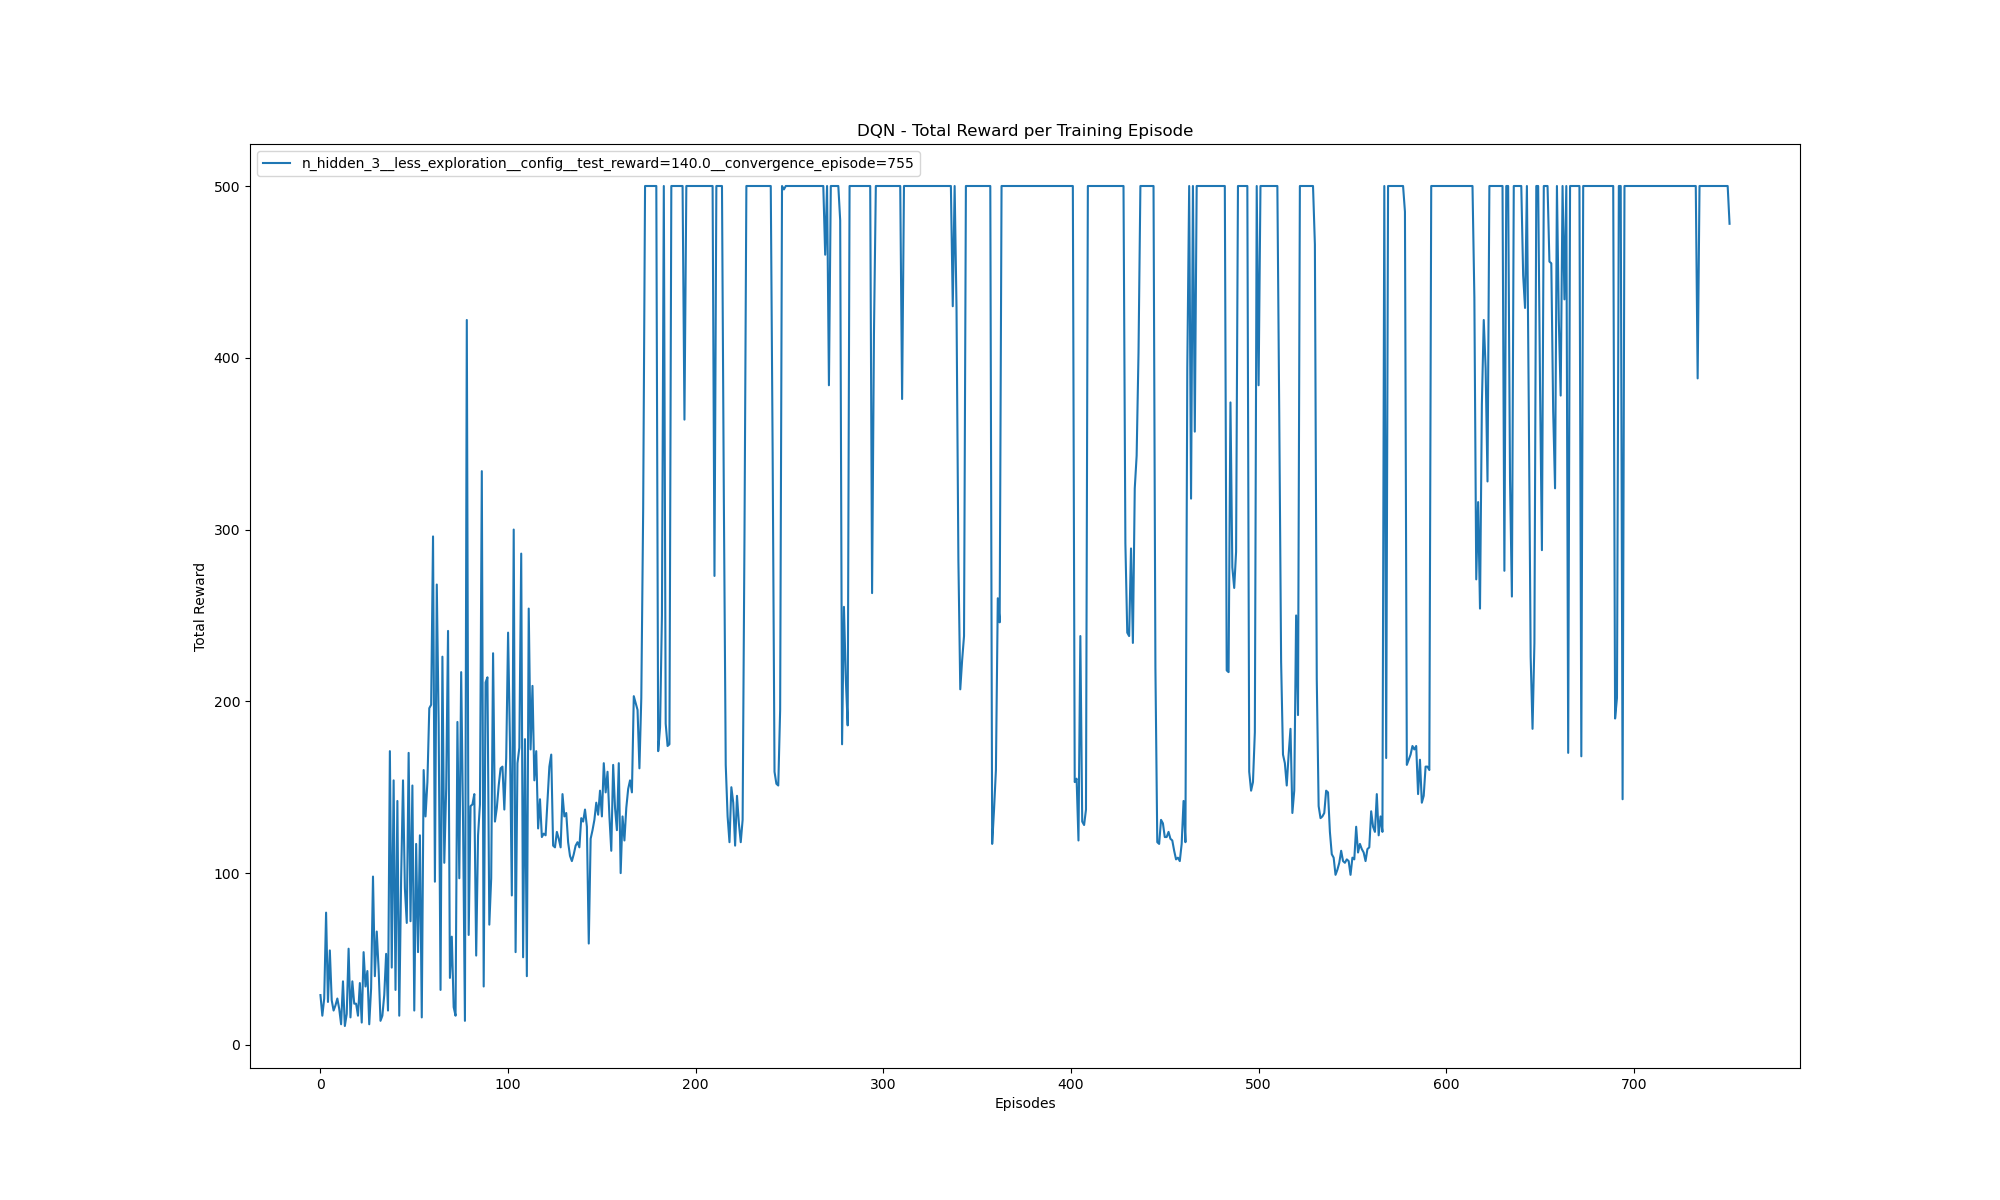 DQN - Total Reward per Training Episode
n_hidden_3__less_exploration__config__test_reward=140.0__convergence_episode=755
500
400
300
200
100
0
Total Reward
0 100 200 300 400 500 600 700
Episodes